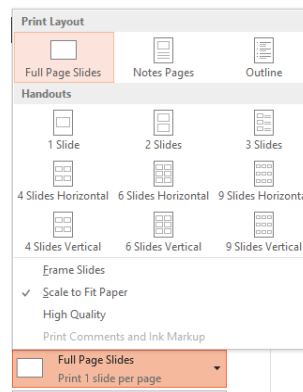 Print Layout
Full Page Slides Notes Pages Outline
Handouts
1 Slide 2 Slides 3 Slides
4 Slides Horizontal 6 Slides Horizontal 9 Slides Horizonta
4 Slides Vertical 6 Slides Vertical 9 Slides Vertical
Frame Slides
Scale to Fit Paper
High Quality
Print Comments and Ink Markup
Full Page Slides
Print 1 slide per page